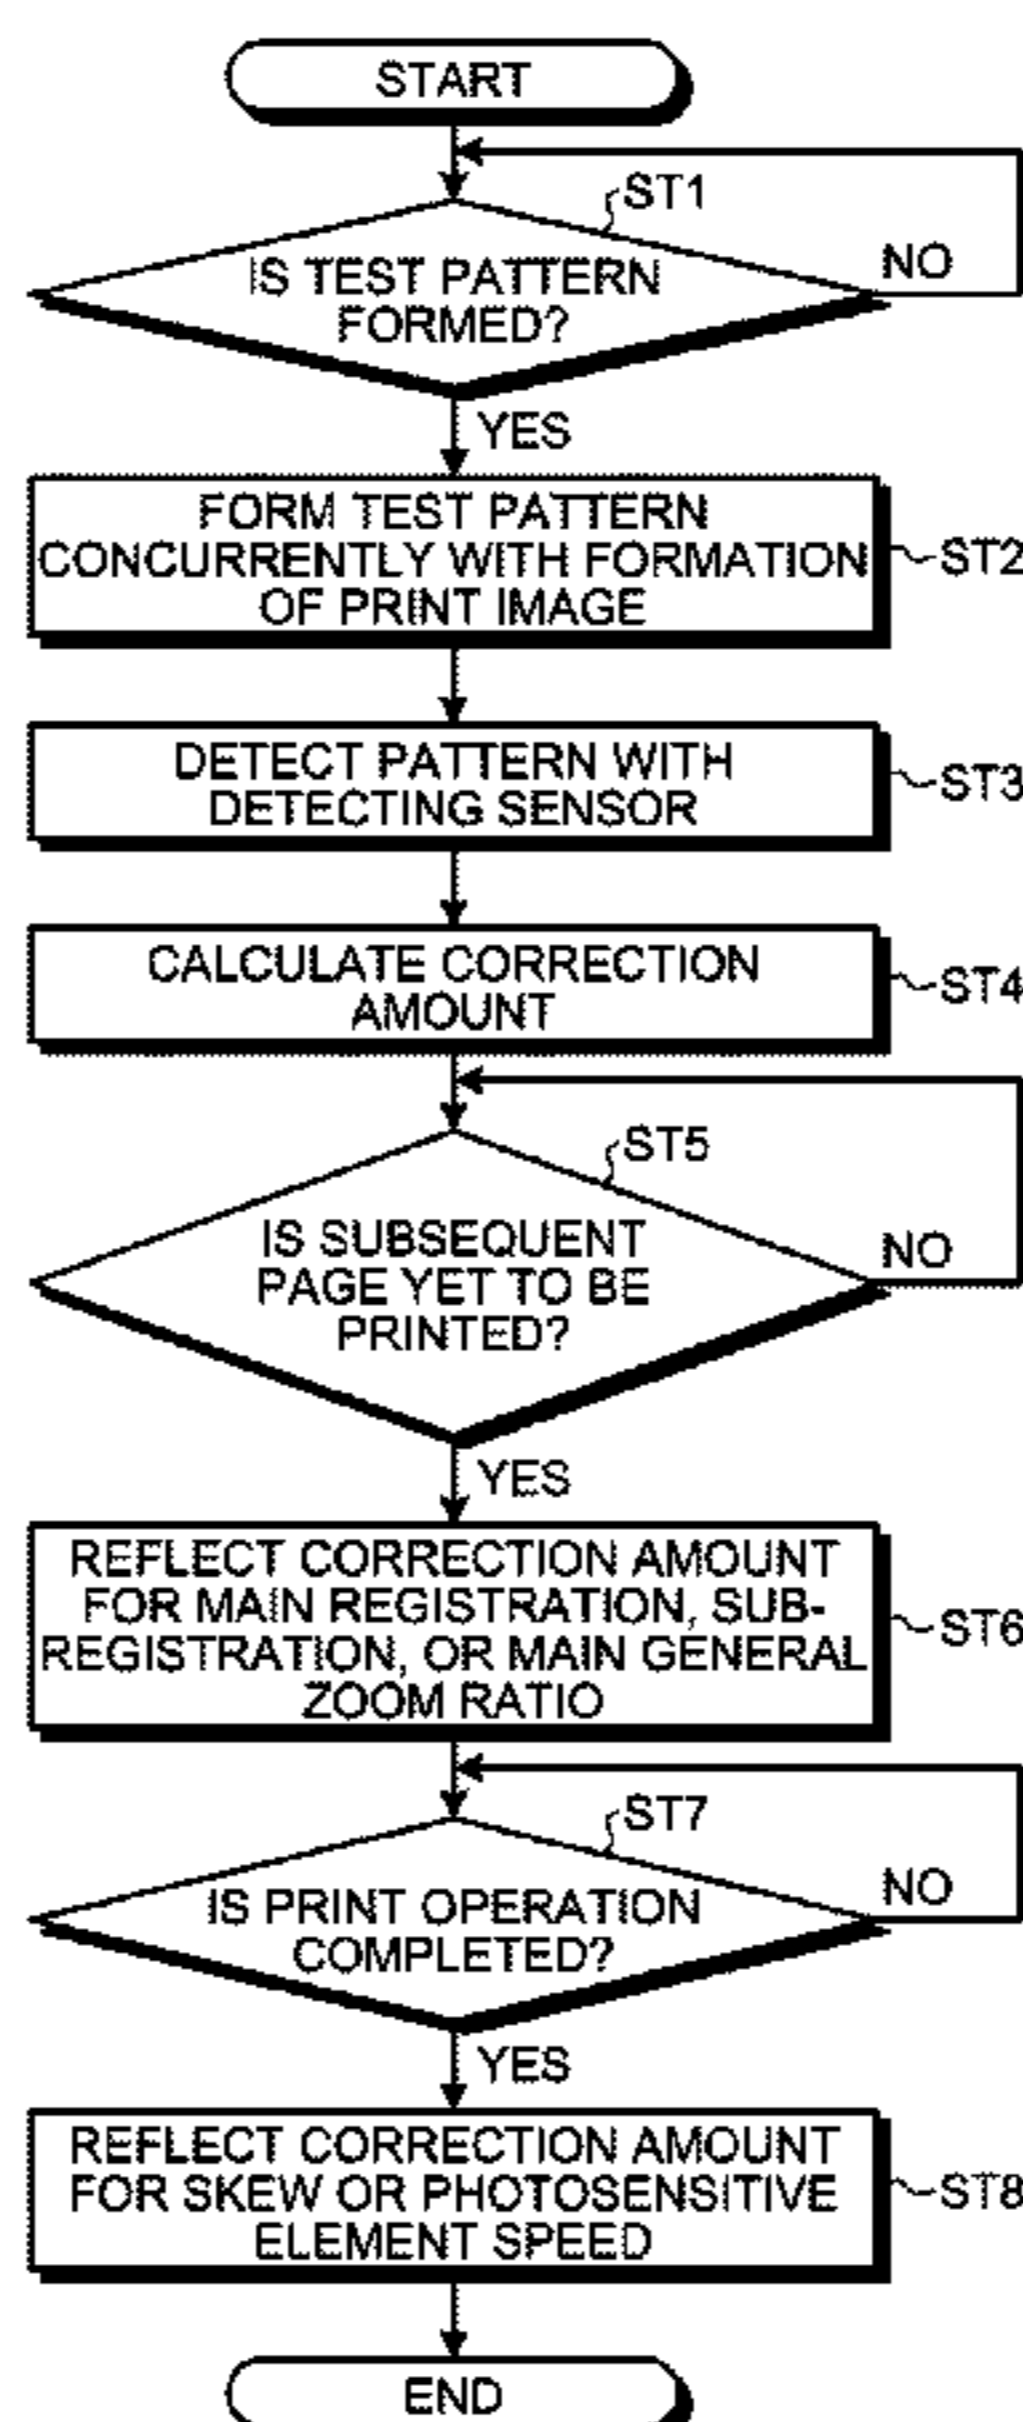 START
ST1
IS TEST PATTERN
FORMED?
NO
YES
FORM TEST PATTERN
CONCURRENTLY WITH FORMATION
OF PRINT IMAGE
ST2
DETECT PATTERN WITH
DETECTING SENSOR
ST3
CALCULATE CORRECTION
AMOUNT
ST4
ST5
IS SUBSEQUENT
PAGE YET TO BE
PRINTED?
NO
YES
REFLECT CORRECTION AMOUNT
FOR MAIN REGISTRATION, SUB-
REGISTRATION, OR MAIN GENERAL
ZOOM RATIO
ST6
ST7
IS PRINT OPERATION
COMPLETED?
NO
YES
REFLECT CORRECTION AMOUNT
FOR SKEW OR PHOTOSENSITIVE
ELEMENT SPEED
ST8
END